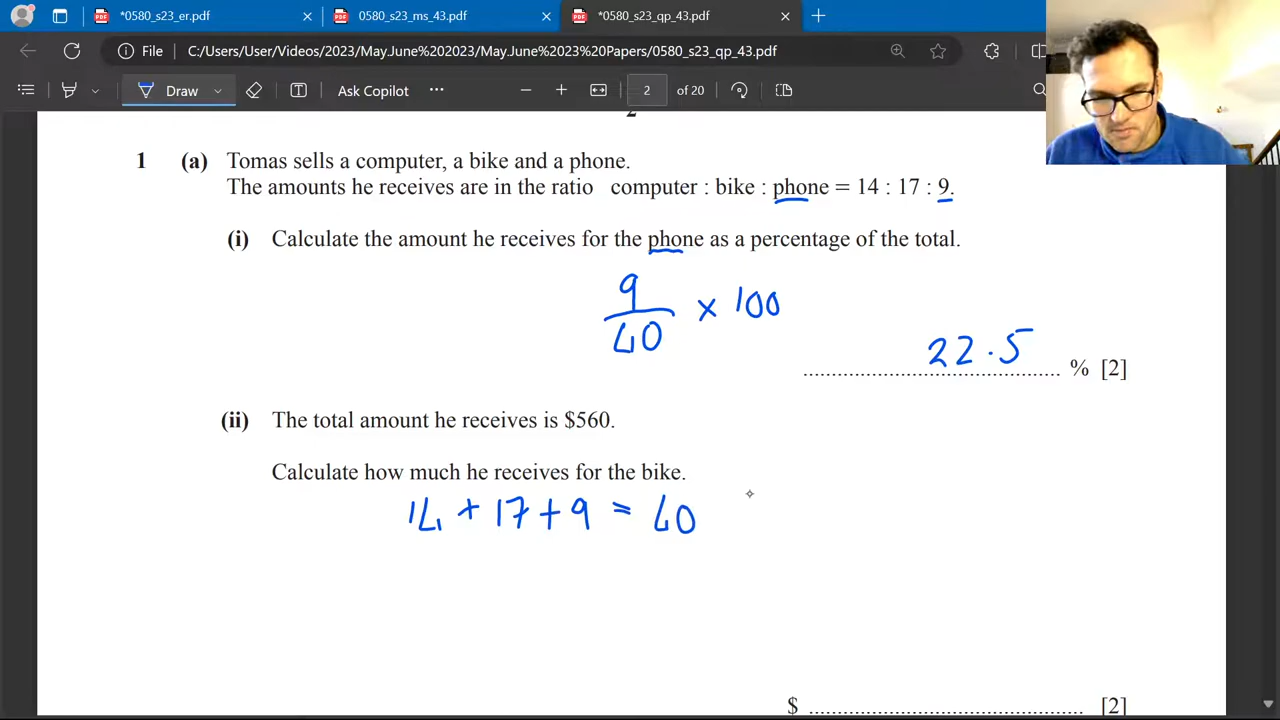 *0580_s23_er.pdf
0580_s23_ms_43.pdf
*0580_s23_qp_43.pdf
File
C:/Users/User/Videos/2023/May.June%202023/May.June%2023%20Papers/0580_s23_qp_43.pdf
Draw
Ask Copilot
2 of 20
2
1 (a) Tomas sells a computer, a bike and a phone.
The amounts he receives are in the ratio computer : bike : phone = 14 : 17 : 9.
(i) Calculate the amount he receives for the phone as a percentage of the total.
9
40 × 100
22.5
.............................................. % [2]
(ii) The total amount he receives is $560.
Calculate how much he receives for the bike.
14 + 17 + 9 = 40
$ ................................................. [2]